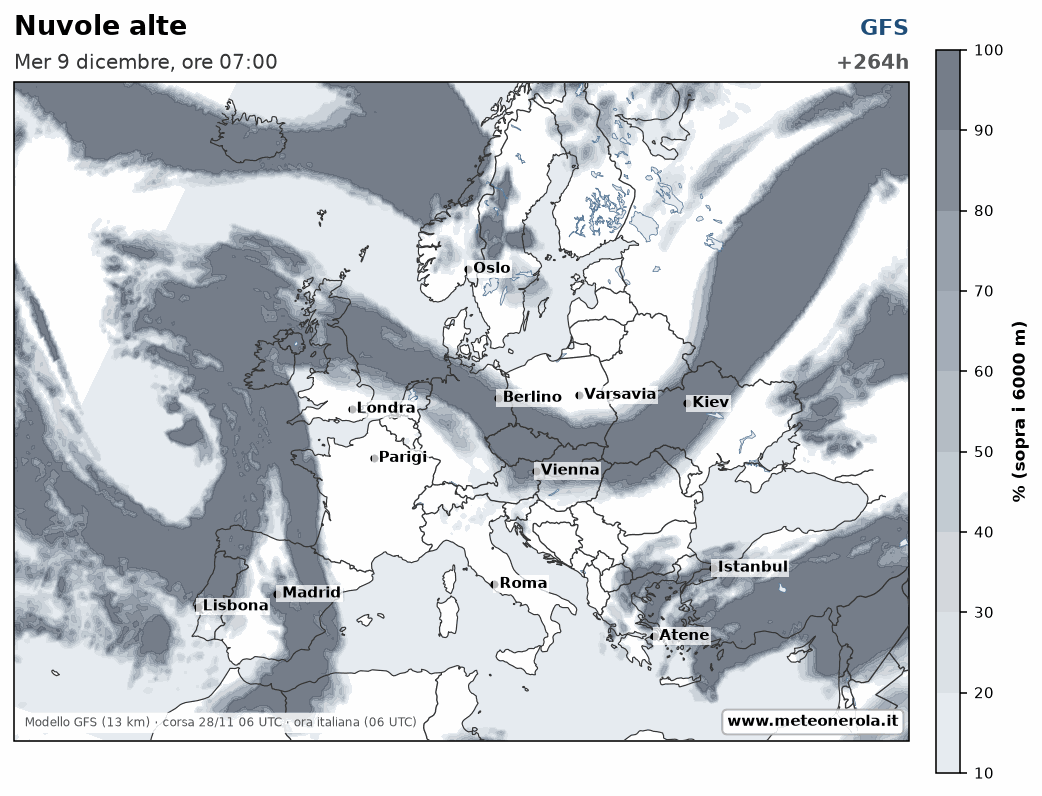 Nuvole alte
GFS
Mer 9 dicembre, ore 07:00
+264h
100
90
80
70
60
50
40
30
20
10
% (sopra i 6000 m)
Oslo
Berlino
Varsavia
Kiev
Londra
Parigi
Vienna
Istanbul
Roma
Madrid
Lisbona
Atene
Modello GFS (13 km) · corsa 28/11 06 UTC · ora italiana (06 UTC)
www.meteonerola.it